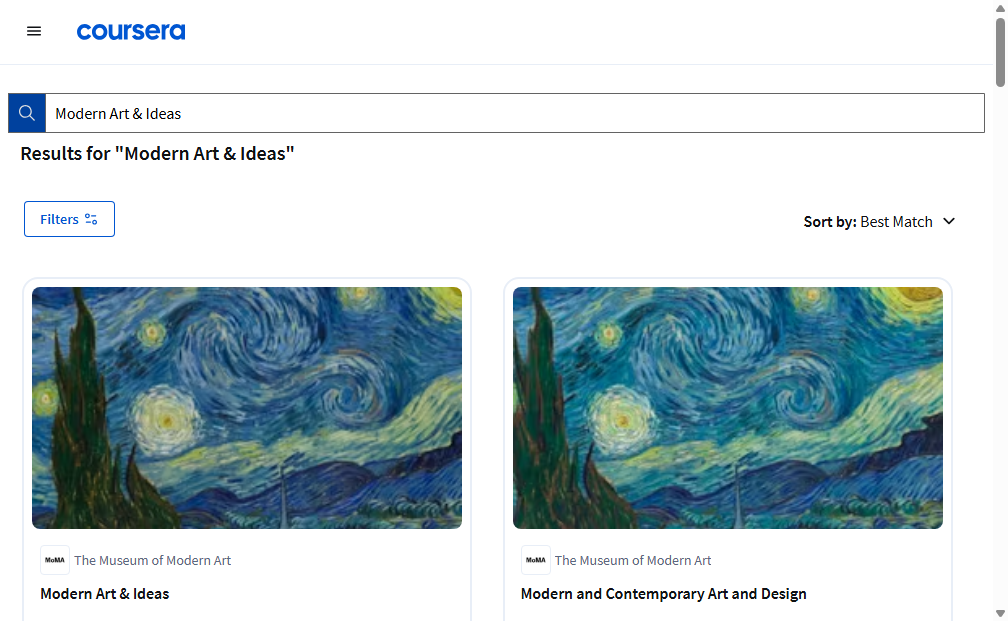 coursera
Modern Art & Ideas
Results for "Modern Art & Ideas"
Filters
Sort by: Best Match
MoMA The Museum of Modern Art
Modern Art & Ideas
MoMA The Museum of Modern Art
Modern and Contemporary Art and Design